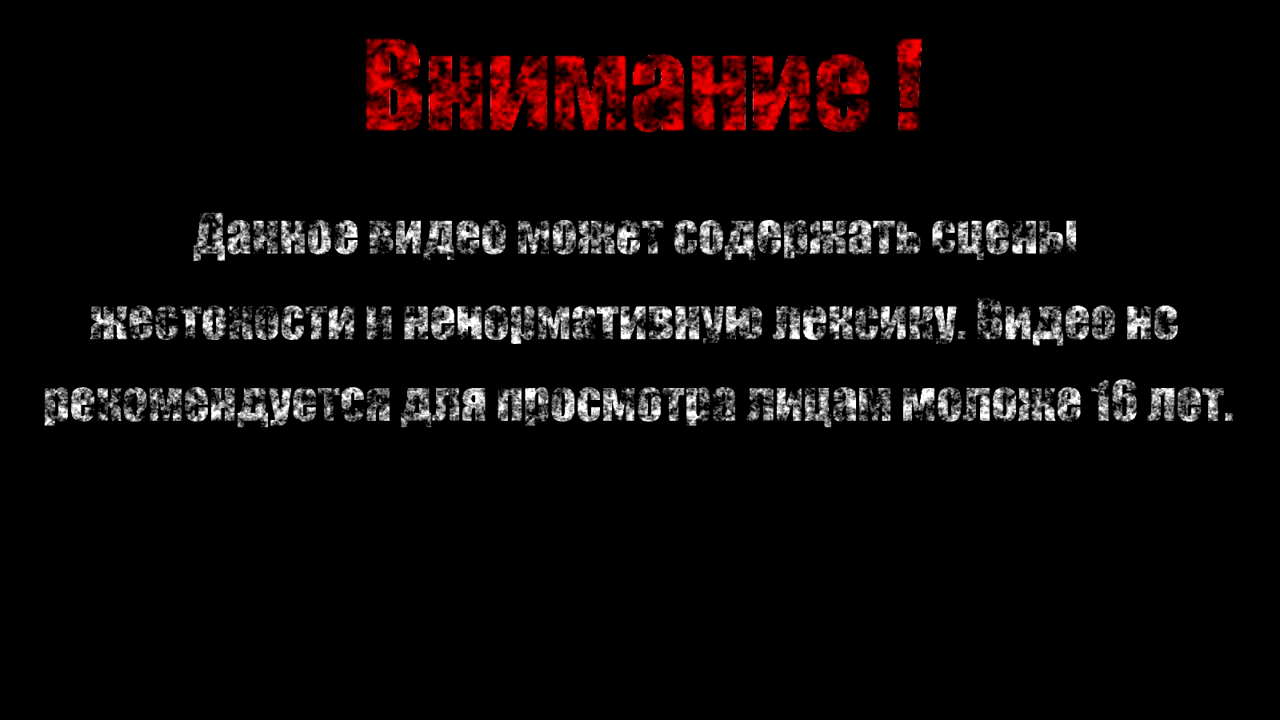 Внимание !
Данное видео может содержать сцены
жестокости и ненормативную лексику. Видео не
рекомендуется для просмотра лицам моложе 16 лет.